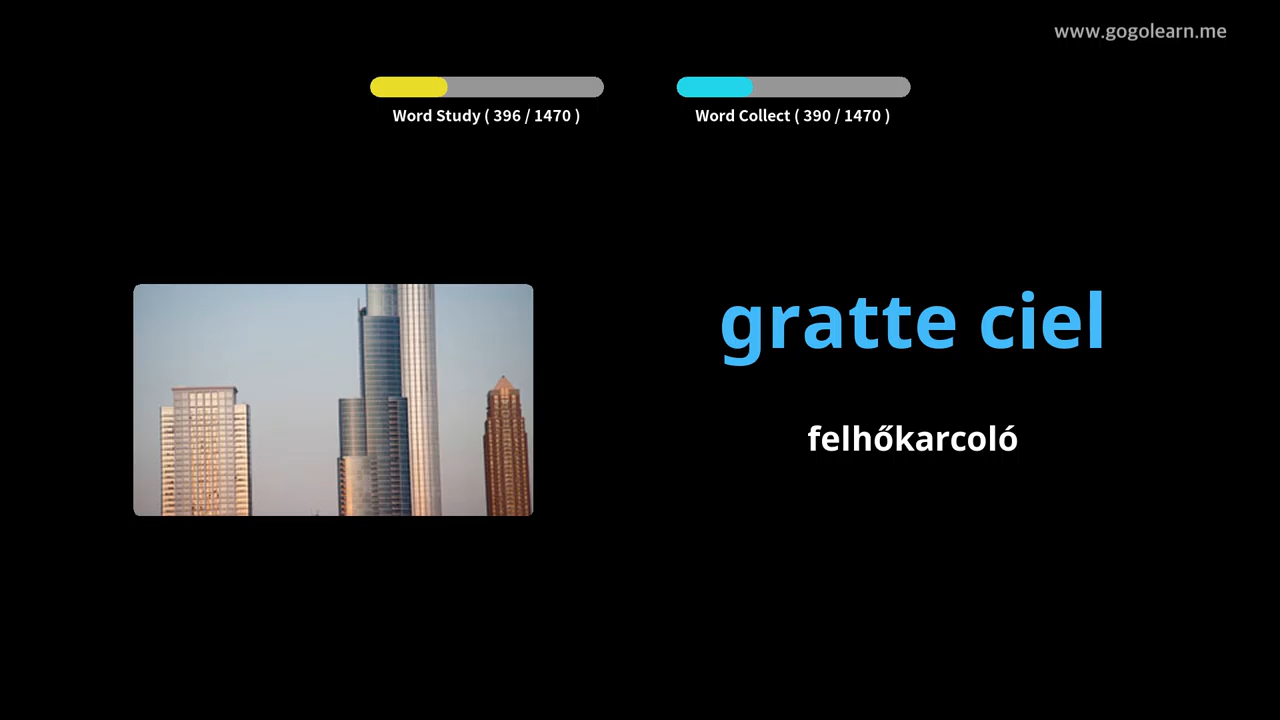 www.gogolearn.me
Word Study ( 396 / 1470 )
Word Collect ( 390 / 1470 )
gratte ciel
felhőkarcoló